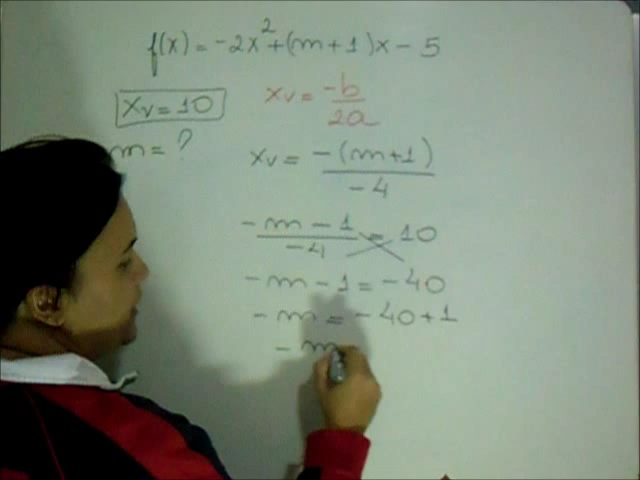 f(x) = -2x² + (m+1)x - 5
xv = 10
xv = -b/2a
m = ?
xv = -(m+1)/-4
-m - 1/-4 = 10
-m - 1 = -40
-m = -40 + 1
-m